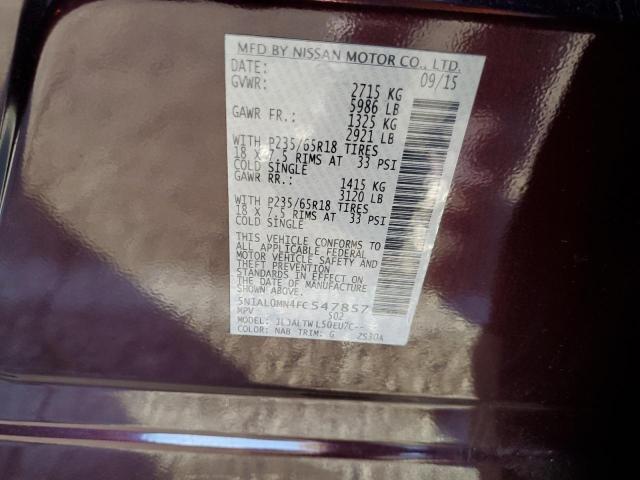 MFD BY NISSAN MOTOR CO., LTD.
DATE: 09/15
GVWR: 2715 KG
5986 LB
GAWR FR.: 1325 KG
2921 LB
WITH P235/65R18 TIRES
18 X 7.5 RIMS AT 33 PSI
COLD SINGLE
GAWR RR.: 1415 KG
3120 LB
WITH P235/65R18 TIRES
18 X 7.5 RIMS AT 33 PSI
COLD SINGLE
THIS VEHICLE CONFORMS TO
ALL APPLICABLE FEDERAL
MOTOR VEHICLE SAFETY AND
THEFT PREVENTION
STANDARDS IN EFFECT ON
THE DATE OF MANUFACTURE
SHOWN ABOVE.
5N1AL0MN4FC547857
MPV S02
MODEL: JLJALTWL50EU7C--
COLOR: NAB TRIM: G 2530A